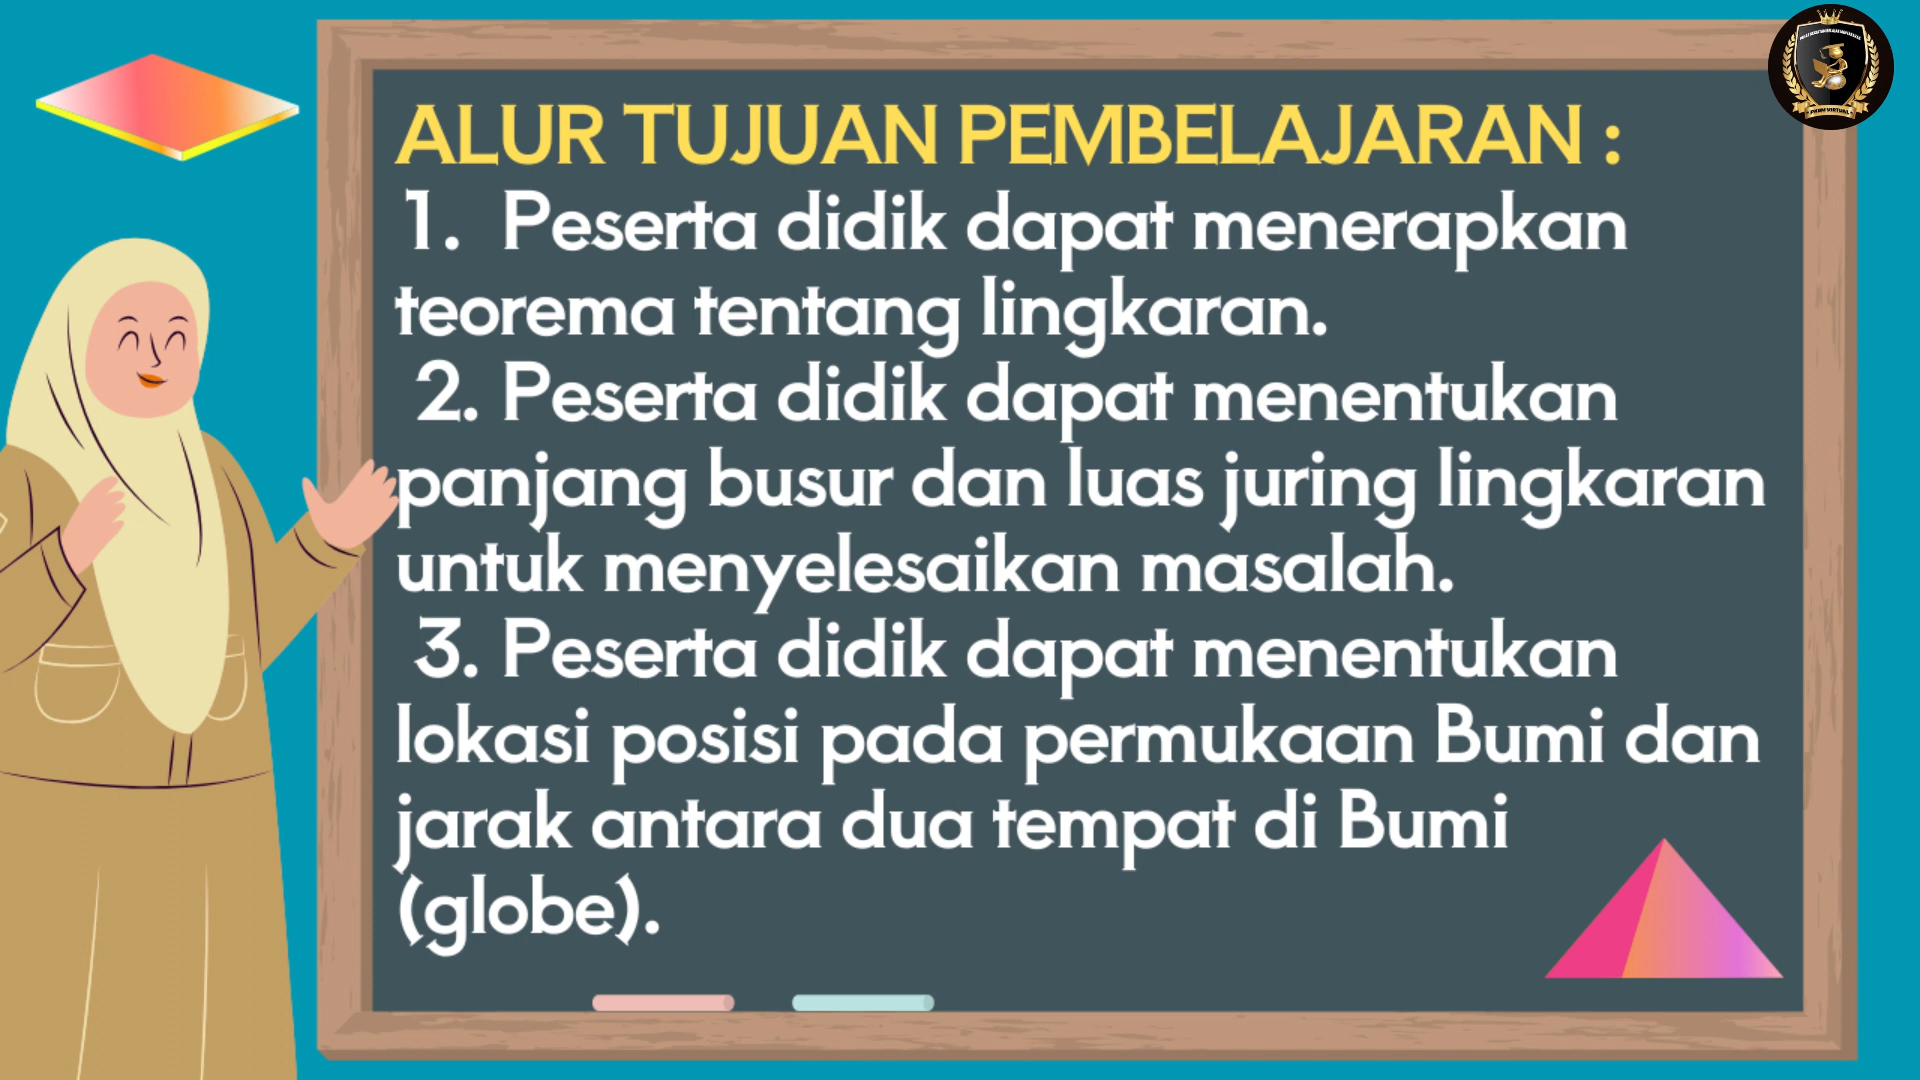 ALUR TUJUAN PEMBELAJARAN :
1. Peserta didik dapat menerapkan
teorema tentang lingkaran.
2. Peserta didik dapat menentukan
panjang busur dan luas juring lingkaran
untuk menyelesaikan masalah.
3. Peserta didik dapat menentukan
lokasi posisi pada permukaan Bumi dan
jarak antara dua tempat di Bumi
(globe).
PKBM VIRTUAL